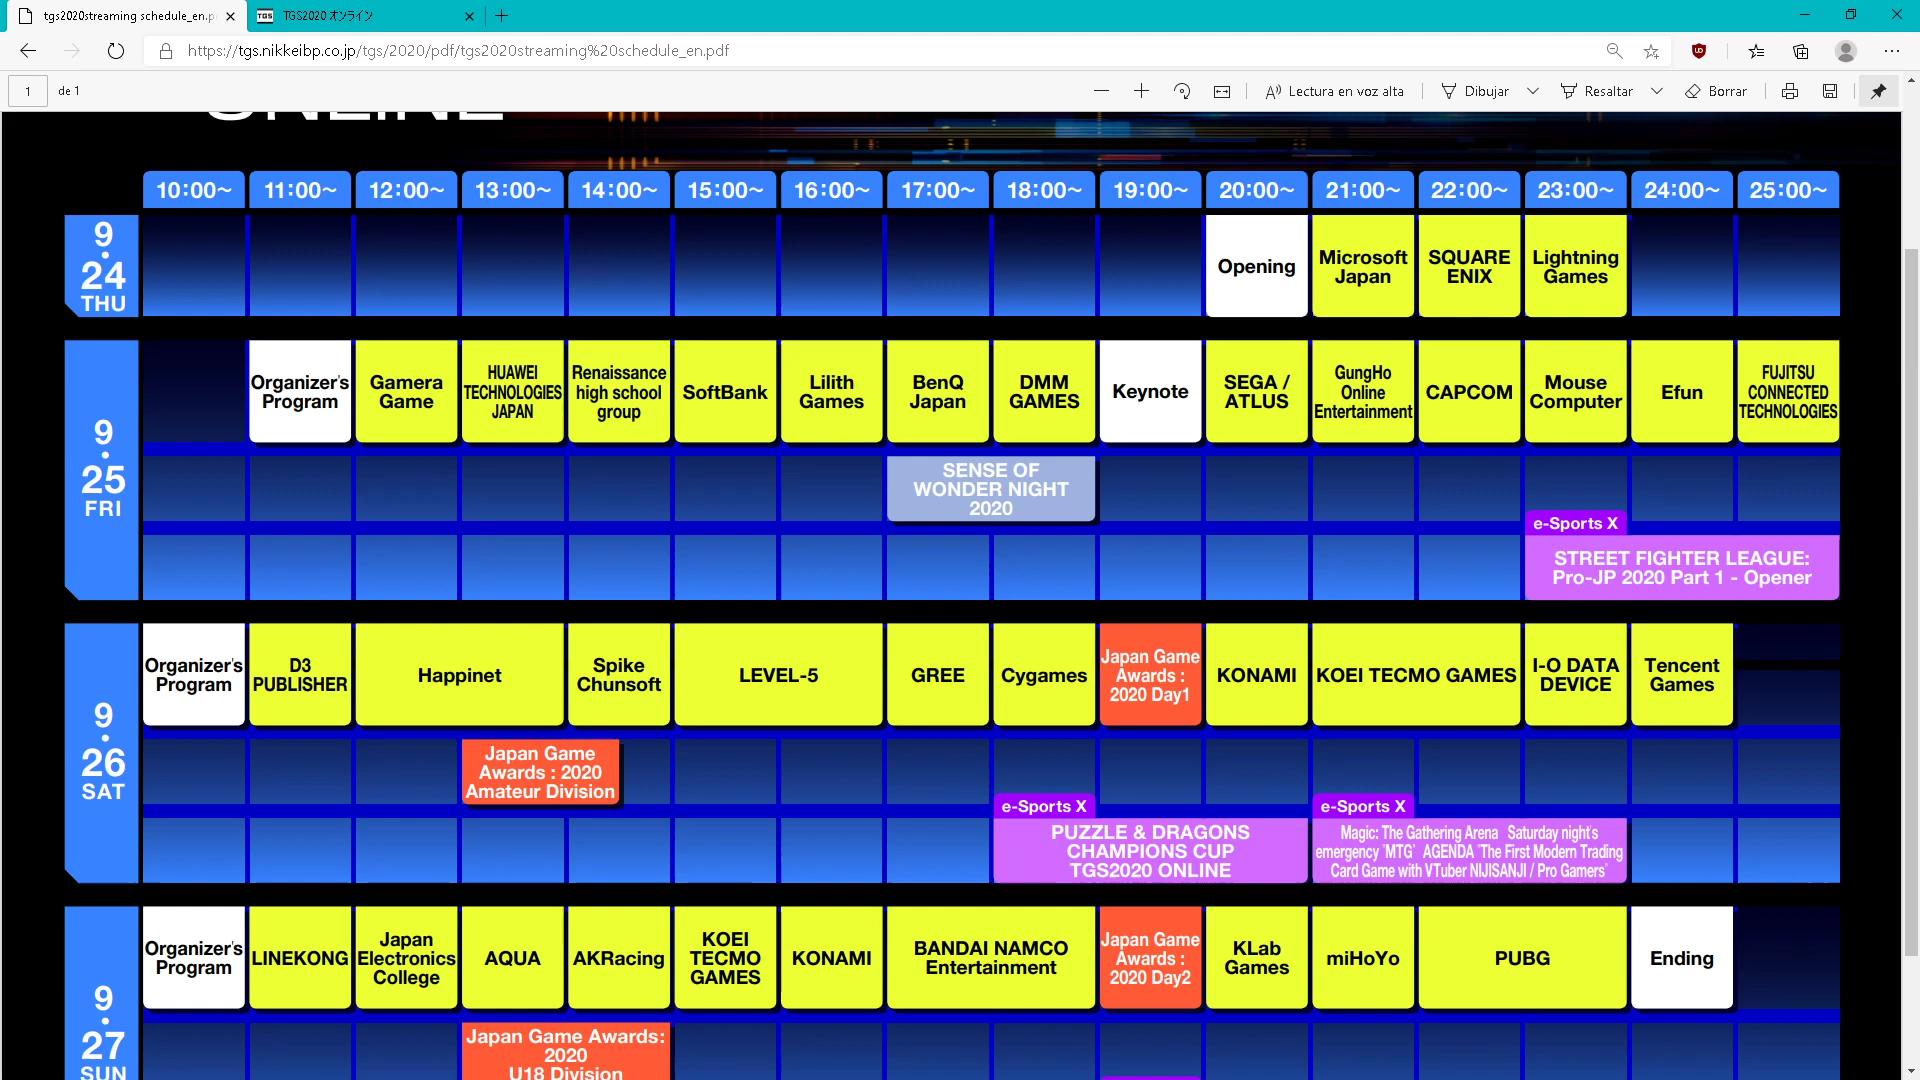 tgs2020streaming schedule_en.p
TGS2020 オンライン
https://tgs.nikkeibp.co.jp/tgs/2020/pdf/tgs2020streaming%20schedule_en.pdf
1
de 1
Lectura en voz alta
Dibujar
Resaltar
Borrar
ONLINE
10:00~ 11:00~ 12:00~ 13:00~ 14:00~ 15:00~ 16:00~ 17:00~ 18:00~ 19:00~ 20:00~ 21:00~ 22:00~ 23:00~ 24:00~ 25:00~
9・
24
THU
Opening
Microsoft
Japan
SQUARE
ENIX
Lightning
Games
9・
25
FRI
Organizer's
Program
Gamera
Game
HUAWEI
TECHNOLOGIES
JAPAN
Renaissance
high school
group
SoftBank
Lilith
Games
BenQ
Japan
DMM
GAMES
Keynote
SEGA /
ATLUS
GungHo
Online
Entertainment
CAPCOM
Mouse
Computer
Efun
FUJITSU
CONNECTED
TECHNOLOGIES
SENSE OF
WONDER NIGHT
2020
e-Sports X
STREET FIGHTER LEAGUE:
Pro-JP 2020 Part 1 - Opener
9・
26
SAT
Organizer's
Program
D3
PUBLISHER
Happinet
Spike
Chunsoft
LEVEL-5
GREE
Cygames
Japan Game
Awards :
2020 Day1
KONAMI
KOEI TECMO GAMES
I-O DATA
DEVICE
Tencent
Games
Japan Game
Awards : 2020
Amateur Division
e-Sports X
PUZZLE & DRAGONS
CHAMPIONS CUP
TGS2020 ONLINE
e-Sports X
Magic: The Gathering Arena Saturday night's
emergency "MTG" AGENDA "The First Modern Trading
Card Game with VTuber NIJISANJI / Pro Gamers"
9・
27
SUN
Organizer's
Program
LINEKONG
Japan
Electronics
College
AQUA
AKRacing
KOEI
TECMO
GAMES
KONAMI
BANDAI NAMCO
Entertainment
Japan Game
Awards :
2020 Day2
KLab
Games
miHoYo
PUBG
Ending
Japan Game Awards:
2020
U18 Division